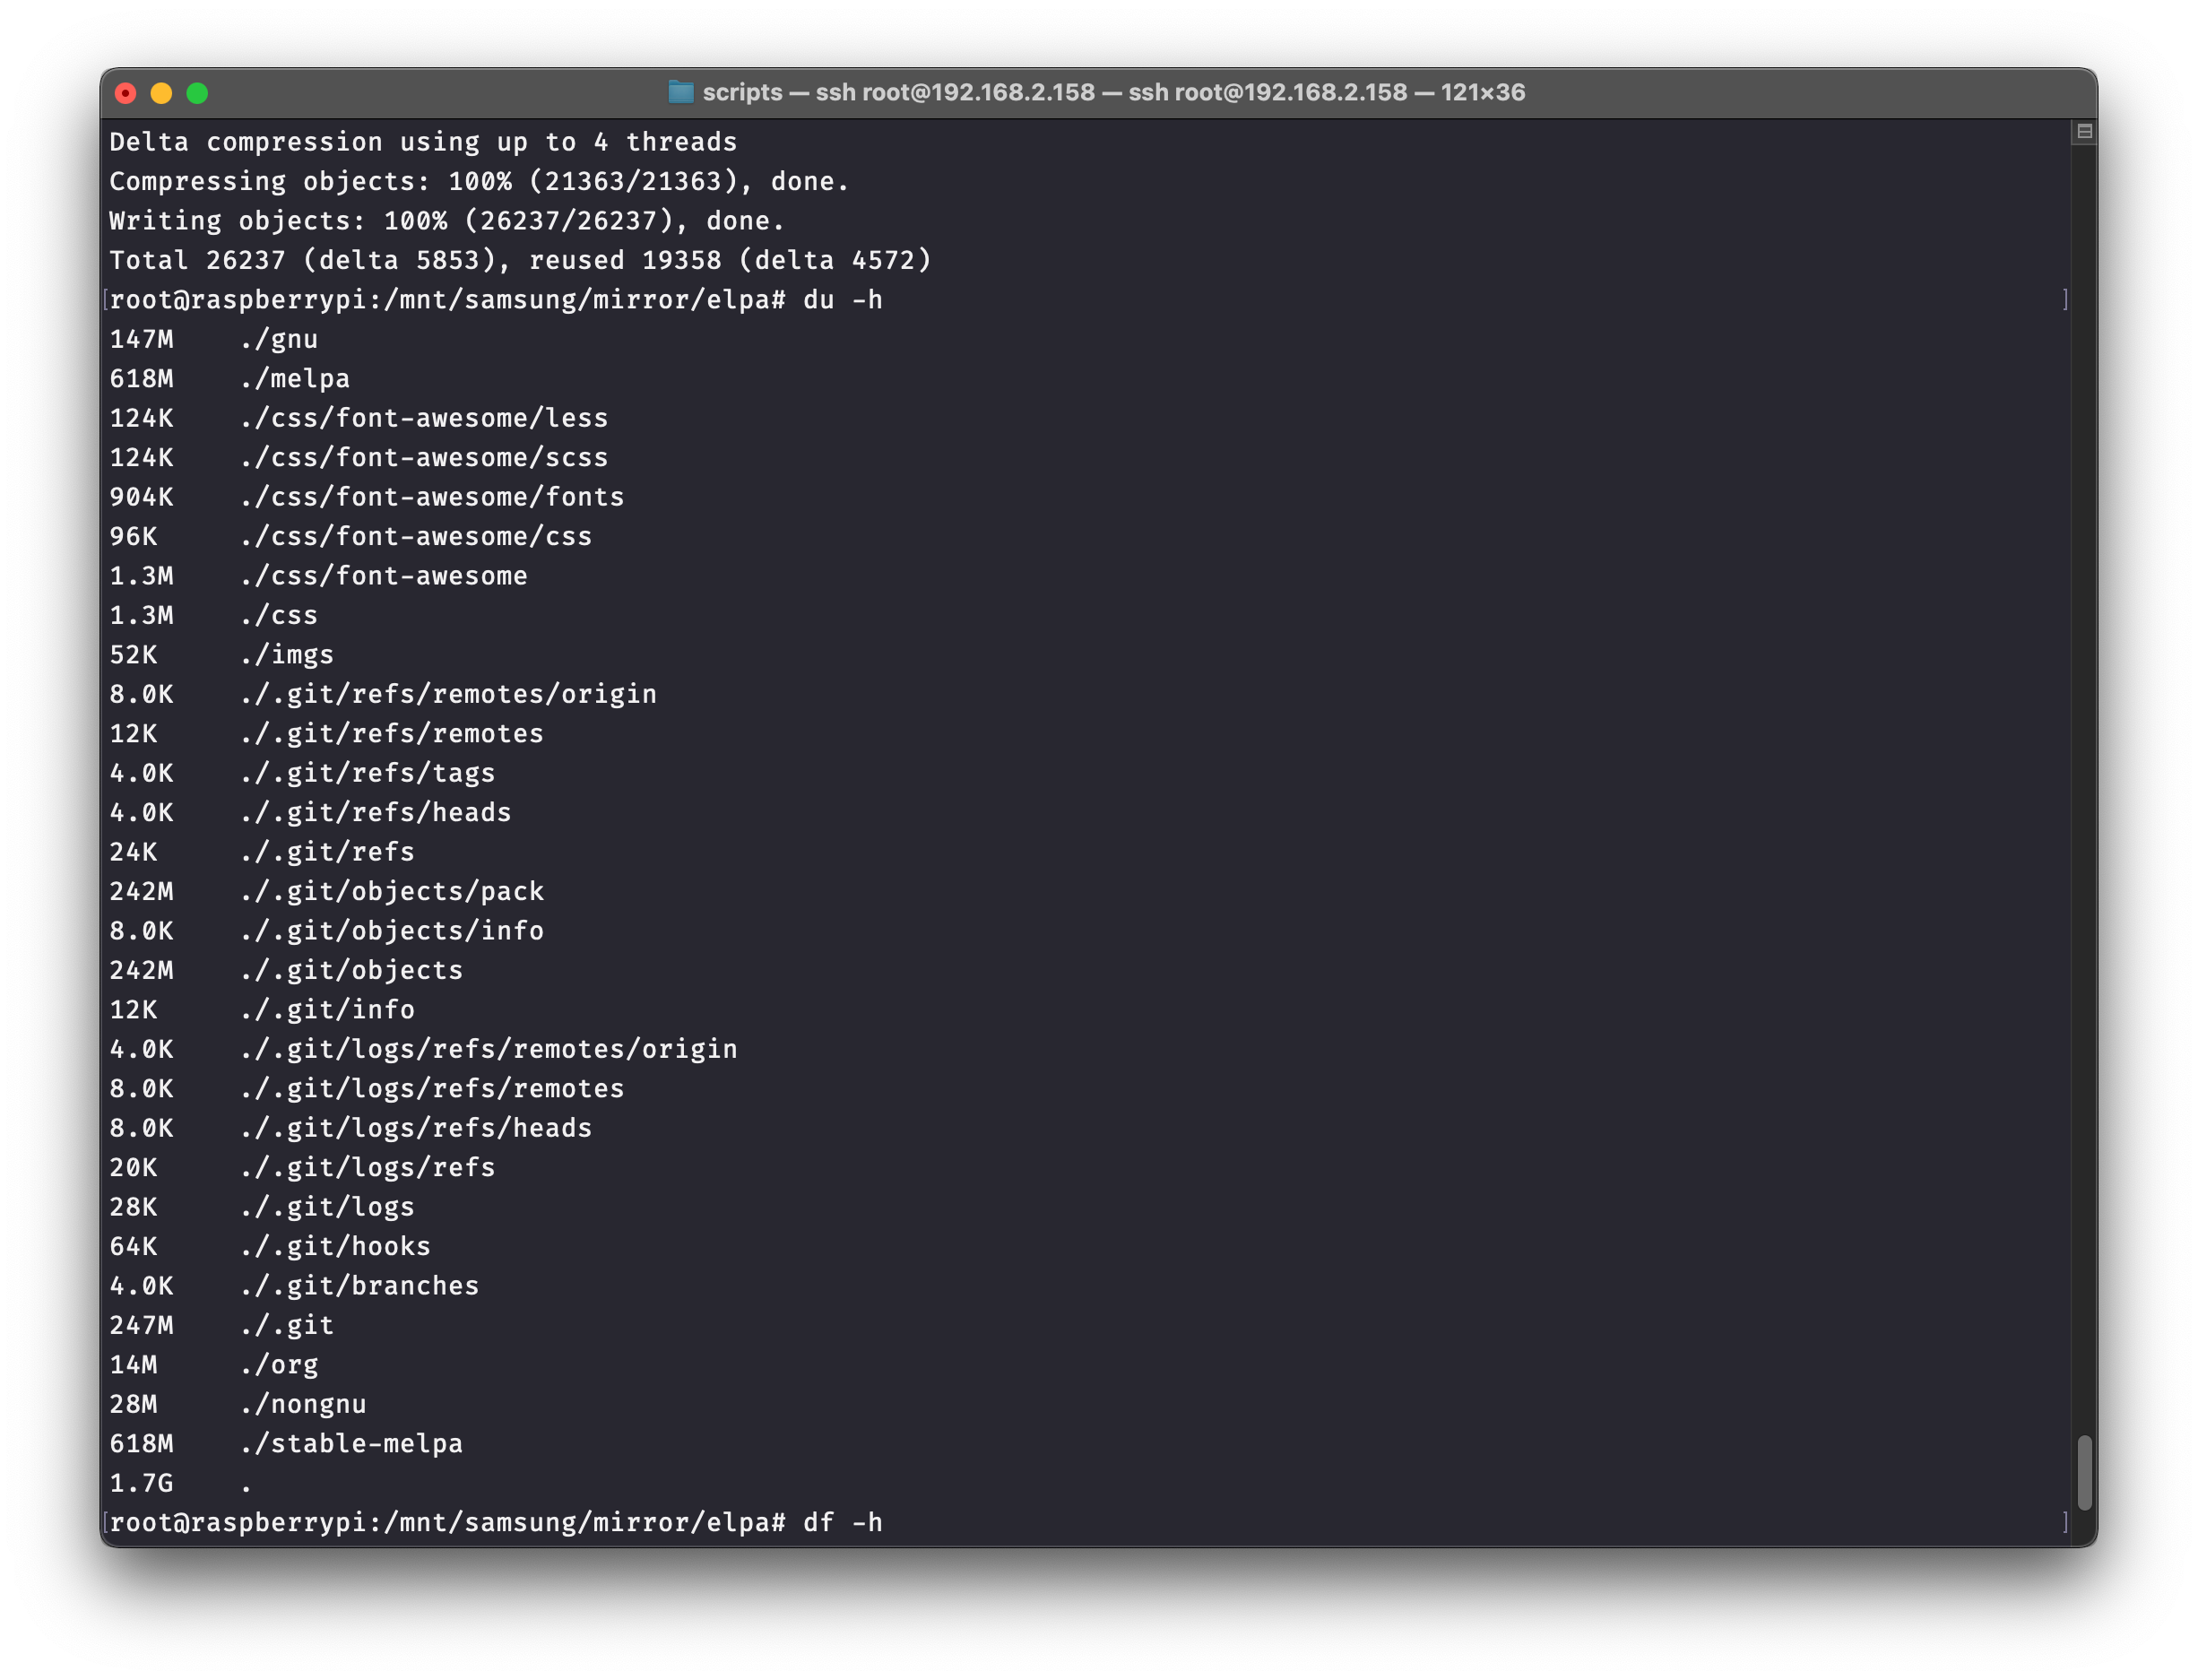 scripts — ssh root@192.168.2.158 — ssh root@192.168.2.158 — 121×36
Delta compression using up to 4 threads
Compressing objects: 100% (21363/21363), done.
Writing objects: 100% (26237/26237), done.
Total 26237 (delta 5853), reused 19358 (delta 4572)
[root@raspberrypi:/mnt/samsung/mirror/elpa# du -h ]
147M ./gnu
618M ./melpa
124K ./css/font-awesome/less
124K ./css/font-awesome/scss
904K ./css/font-awesome/fonts
96K ./css/font-awesome/css
1.3M ./css/font-awesome
1.3M ./css
52K ./imgs
8.0K ./.git/refs/remotes/origin
12K ./.git/refs/remotes
4.0K ./.git/refs/tags
4.0K ./.git/refs/heads
24K ./.git/refs
242M ./.git/objects/pack
8.0K ./.git/objects/info
242M ./.git/objects
12K ./.git/info
4.0K ./.git/logs/refs/remotes/origin
8.0K ./.git/logs/refs/remotes
8.0K ./.git/logs/refs/heads
20K ./.git/logs/refs
28K ./.git/logs
64K ./.git/hooks
4.0K ./.git/branches
247M ./.git
14M ./org
28M ./nongnu
618M ./stable-melpa
1.7G .
[root@raspberrypi:/mnt/samsung/mirror/elpa# df -h ]